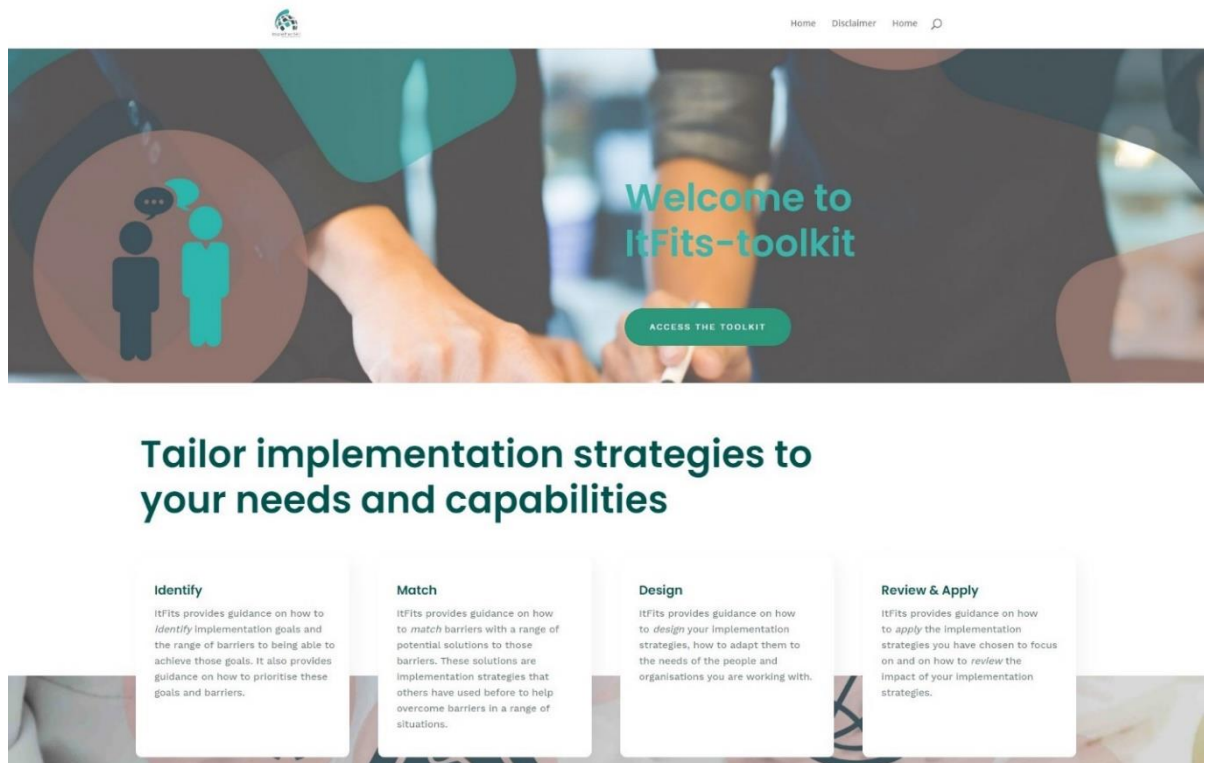 Home Disclaimer Home
Welcome to
ItFits-toolkit
ACCESS THE TOOLKIT
Tailor implementation strategies to
your needs and capabilities
Identify
ItFits provides guidance on how to
identify implementation goals and
the range of barriers to being able to
achieve those goals. It also provides
guidance on how to prioritise these
goals and barriers.
Match
ItFits provides guidance on how
to match barriers with a range of
potential solutions to those
barriers. These solutions are
implementation strategies that
others have used before to help
overcome barriers in a range of
situations.
Design
ItFits provides guidance on how
to design your implementation
strategies, how to adapt them to
the needs of the people and
organisations you are working with.
Review & Apply
ItFits provides guidance on how
to apply the implementation
strategies you have chosen to focus
on and on how to review the
impact of your implementation
strategies.